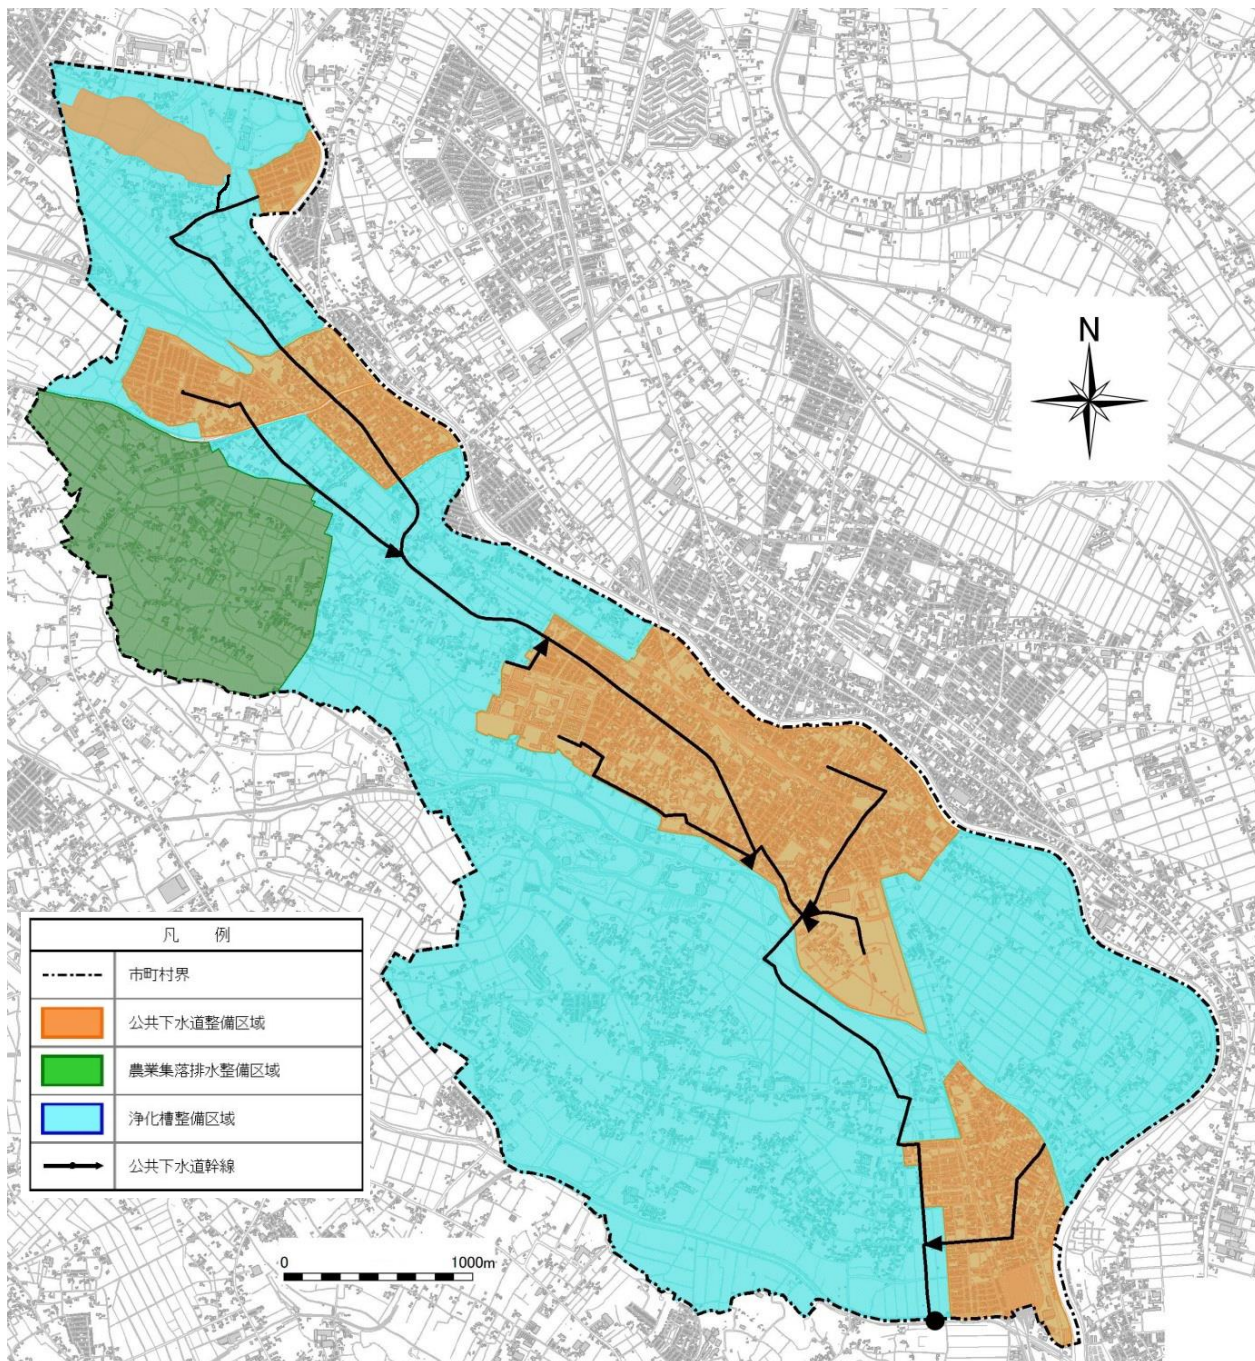 N
凡 例
市町村界
公共下水道整備区域
農業集落排水整備区域
浄化槽整備区域
公共下水道幹線
0 1000m